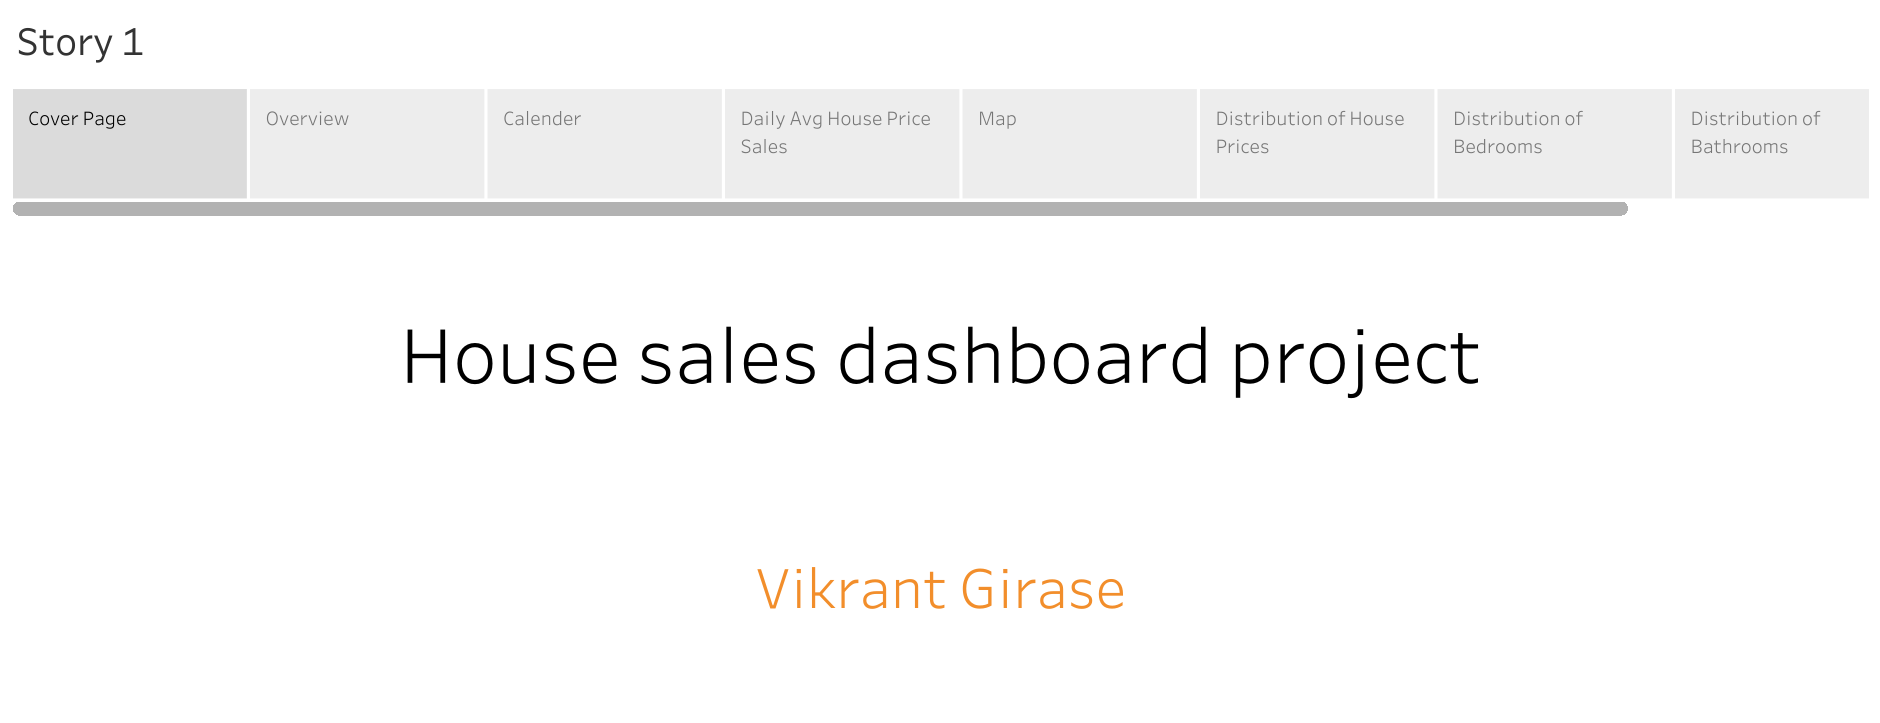 Story 1
Cover Page
Overview
Calender
Daily Avg House Price
Sales
Map
Distribution of House
Prices
Distribution of
Bedrooms
Distribution of
Bathrooms
House sales dashboard project
Vikrant Girase